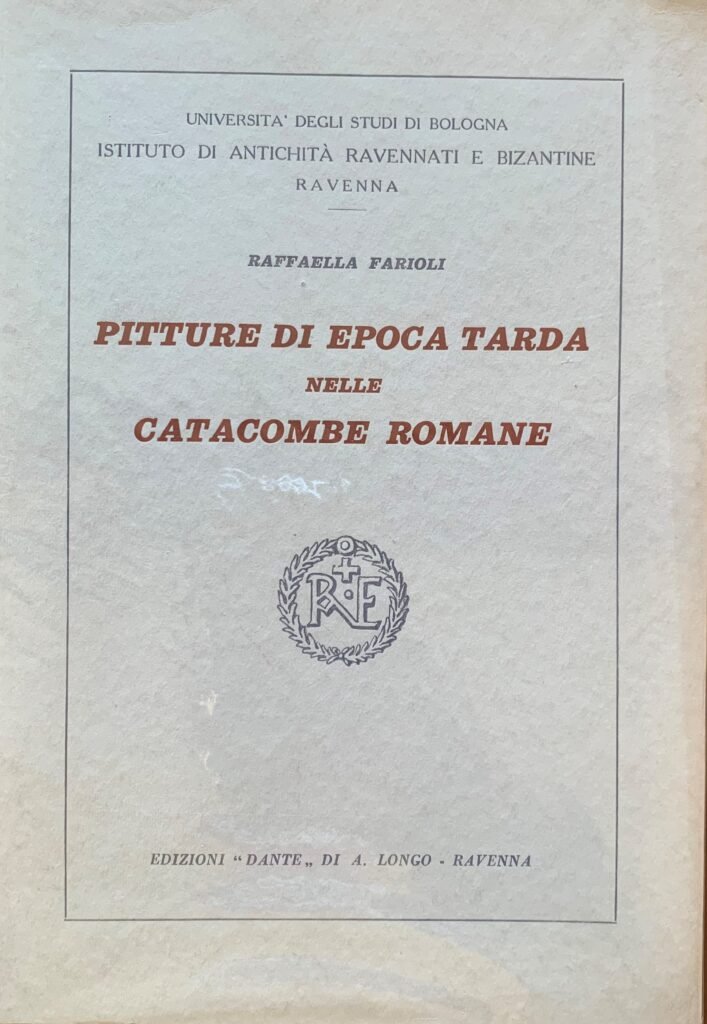 UNIVERSITA' DEGLI STUDI DI BOLOGNA
ISTITUTO DI ANTICHITÀ RAVENNATI E BIZANTINE
RAVENNA
RAFFAELLA FARIOLI
PITTURE DI EPOCA TARDA
NELLE
CATACOMBE ROMANE
EDIZIONI “DANTE„ DI A. LONGO - RAVENNA